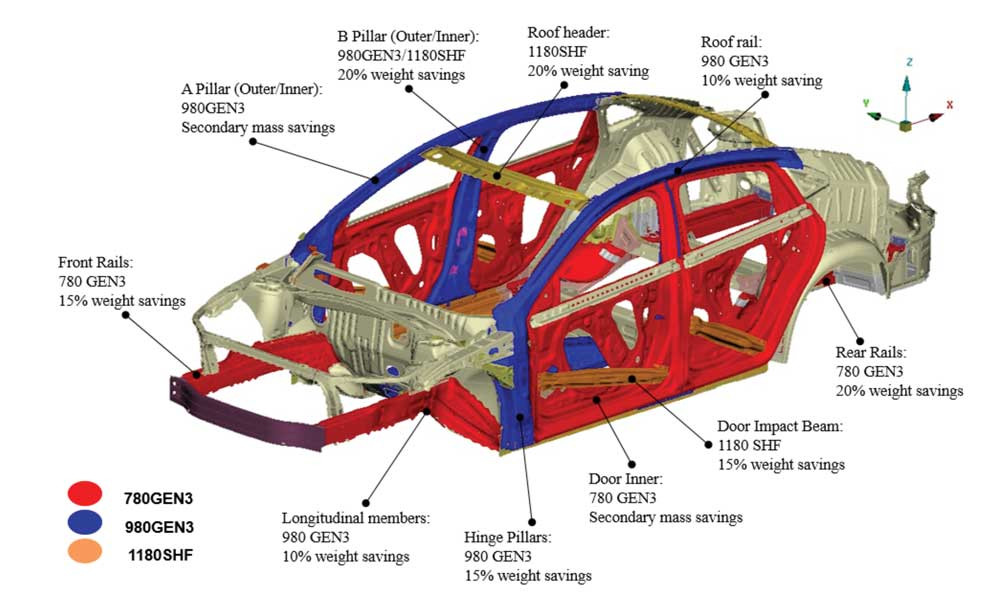 B Pillar (Outer/Inner):
980GEN3/1180SHF
20% weight savings
Roof header:
1180SHF
20% weight saving
Roof rail:
980 GEN3
10% weight savings
Z
Y
X
A Pillar (Outer/Inner):
980GEN3
Secondary mass savings
Front Rails:
780 GEN3
15% weight savings
Rear Rails:
780 GEN3
20% weight savings
Door Impact Beam:
1180 SHF
15% weight savings
Door Inner:
780 GEN3
Secondary mass savings
Longitudinal members:
980 GEN3
10% weight savings
Hinge Pillars:
980 GEN3
15% weight savings
780GEN3
980GEN3
1180SHF